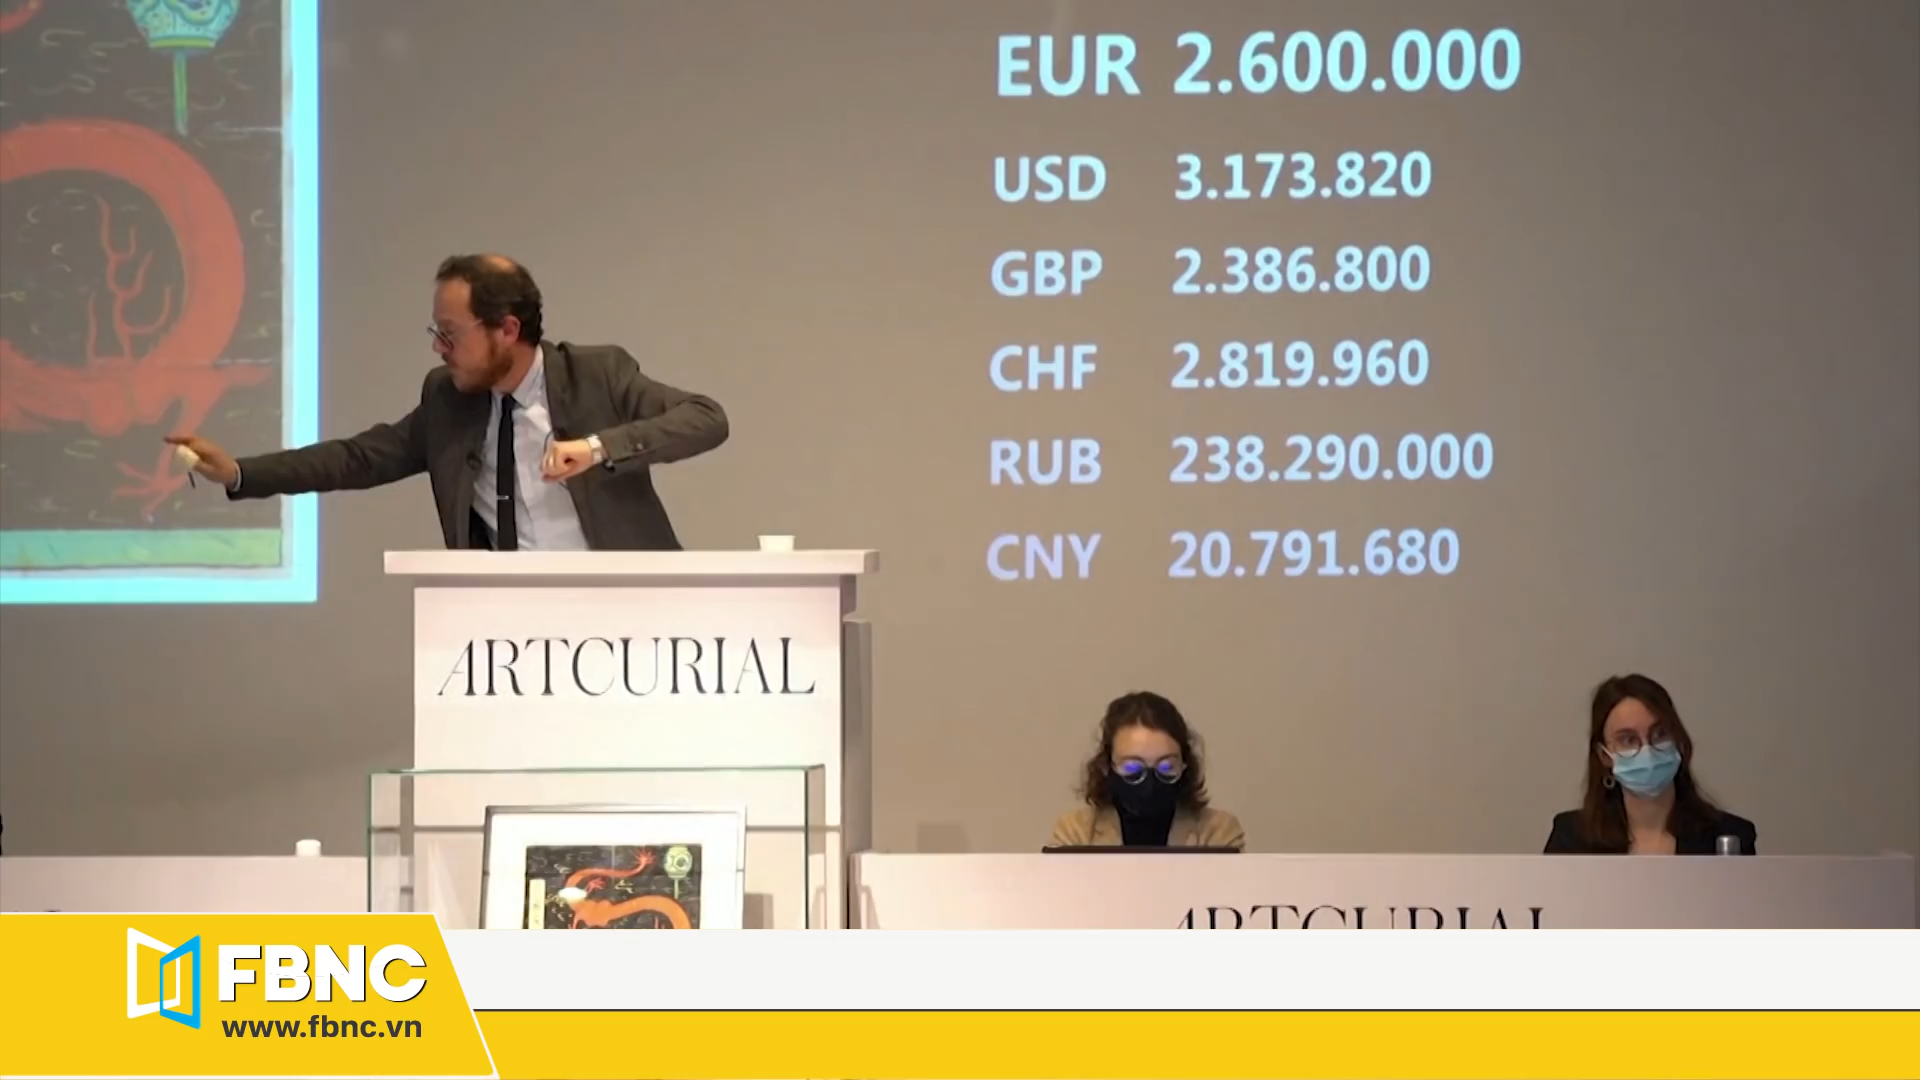 EUR 2.600.000
USD 3.173.820
GBP 2.386.800
CHF 2.819.960
RUB 238.290.000
CNY 20.791.680
ARTCURIAL
ARTCURIAL
FBNC
www.fbnc.vn